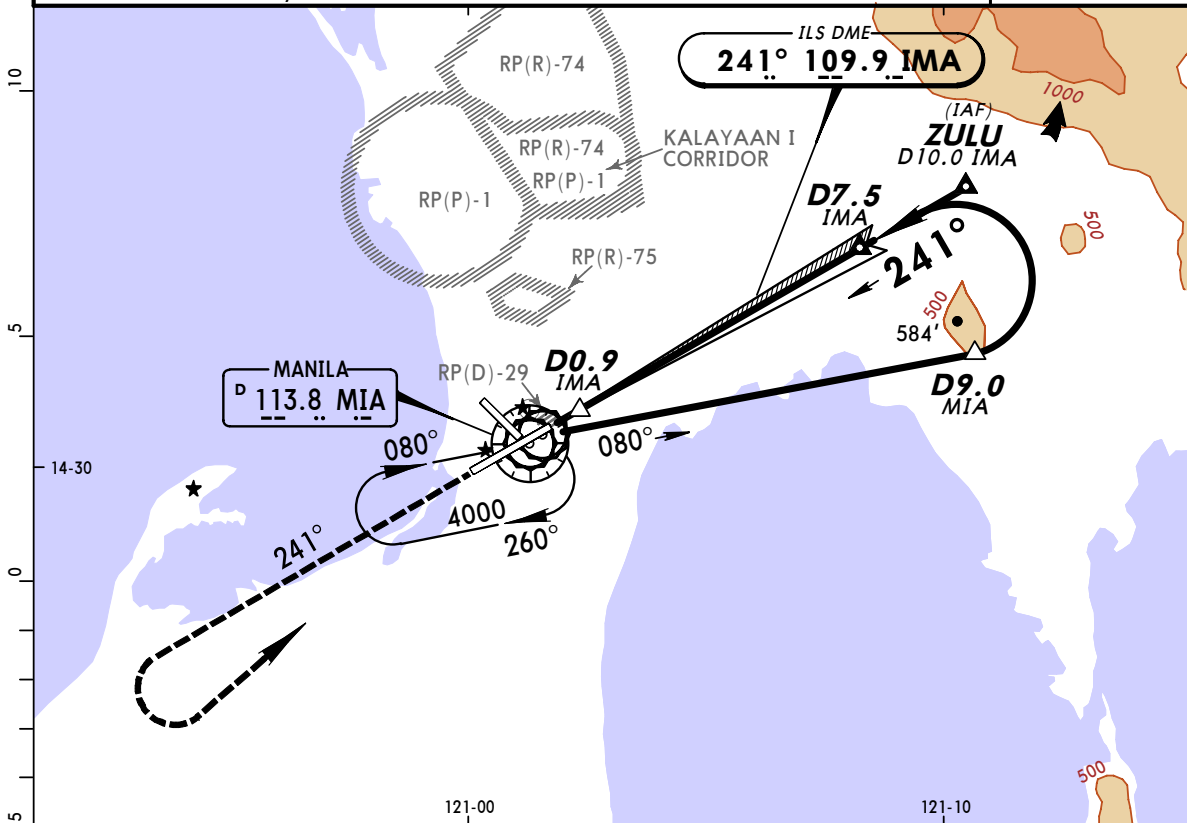 ILS DME
241° 109.9 IMA
RP(R)-74
10
1000
(IAF)
ZULU
D10.0 IMA
KALAYAAN I
CORRIDOR
RP(R)-74
RP(P)-1
RP(P)-1
D7.5
IMA
500
241°
RP(R)-75
500
584'
5
MANILA
D 113.8 MIA
RP(D)-29
D0.9
IMA
D9.0
MIA
080°
080°
14-30
4000
260°
241°
0
500
121-00
121-10
5